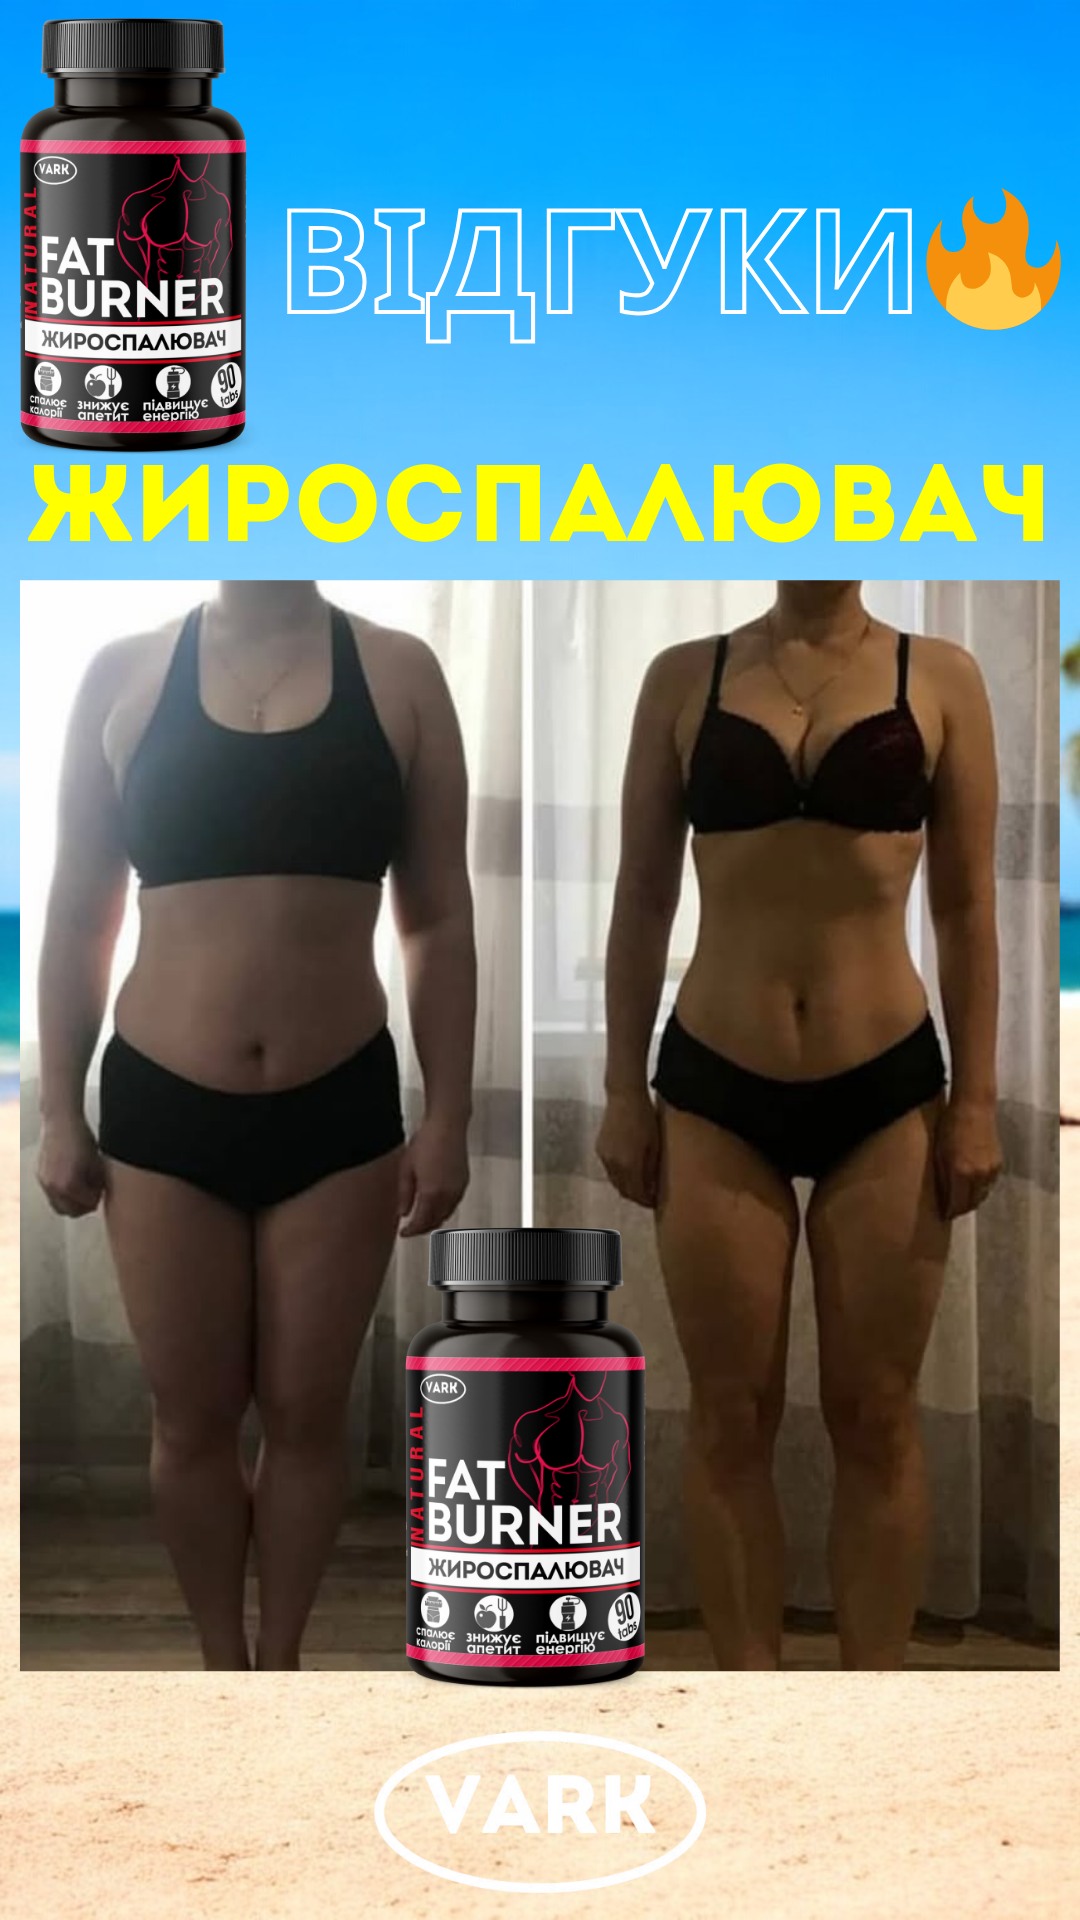 VARK
NATURAL
FAT
BURNER
ЖИРОСПАЛЮВАЧ
спалює
калорії
знижує
апетит
підвищує
енергію
90
tabs
ВІДГУКИ
ЖИРОСПАЛЮВАЧ
VARK
NATURAL
FAT
BURNER
ЖИРОСПАЛЮВАЧ
спалює
калорії
знижує
апетит
підвищує
енергію
90
tabs
VARK